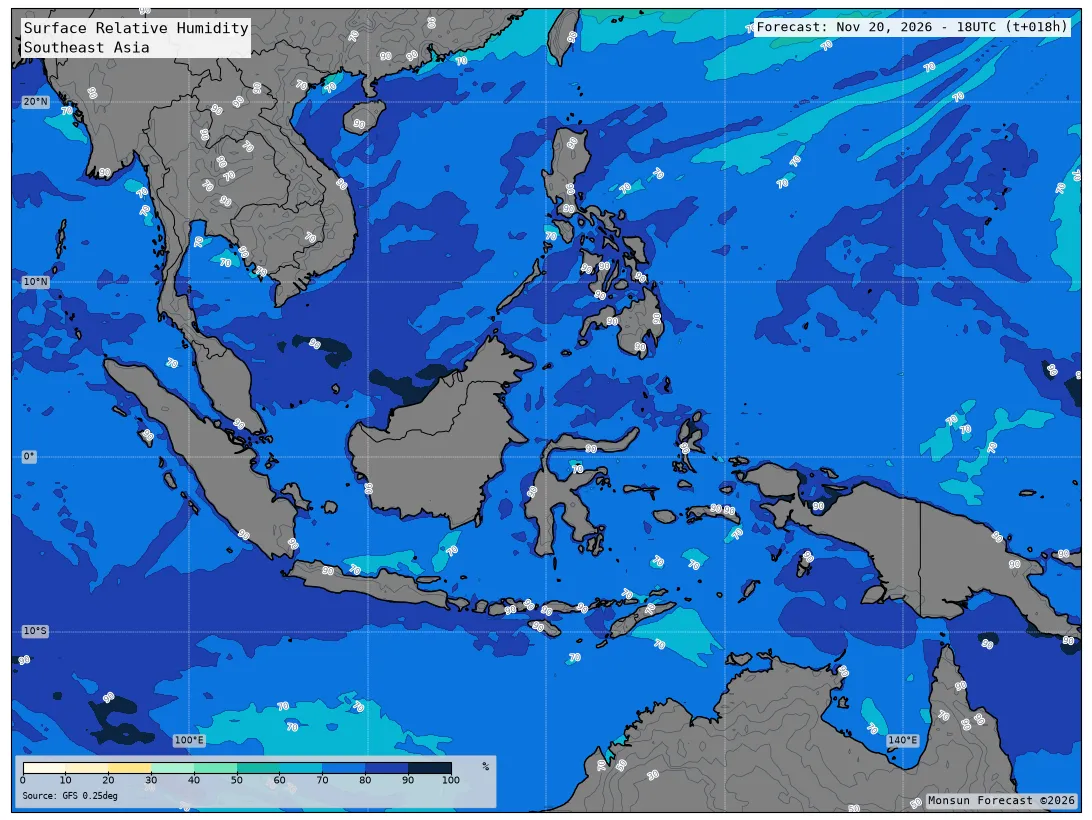 Surface Relative Humidity
Southeast Asia
Forecast: Nov 20, 2026 - 18UTC (t+018h)
20°N
10°N
0°
10°S
100°E
140°E
%
0 10 20 30 40 50 60 70 80 90 100
Source: GFS 0.25deg
Monsun Forecast ©2026